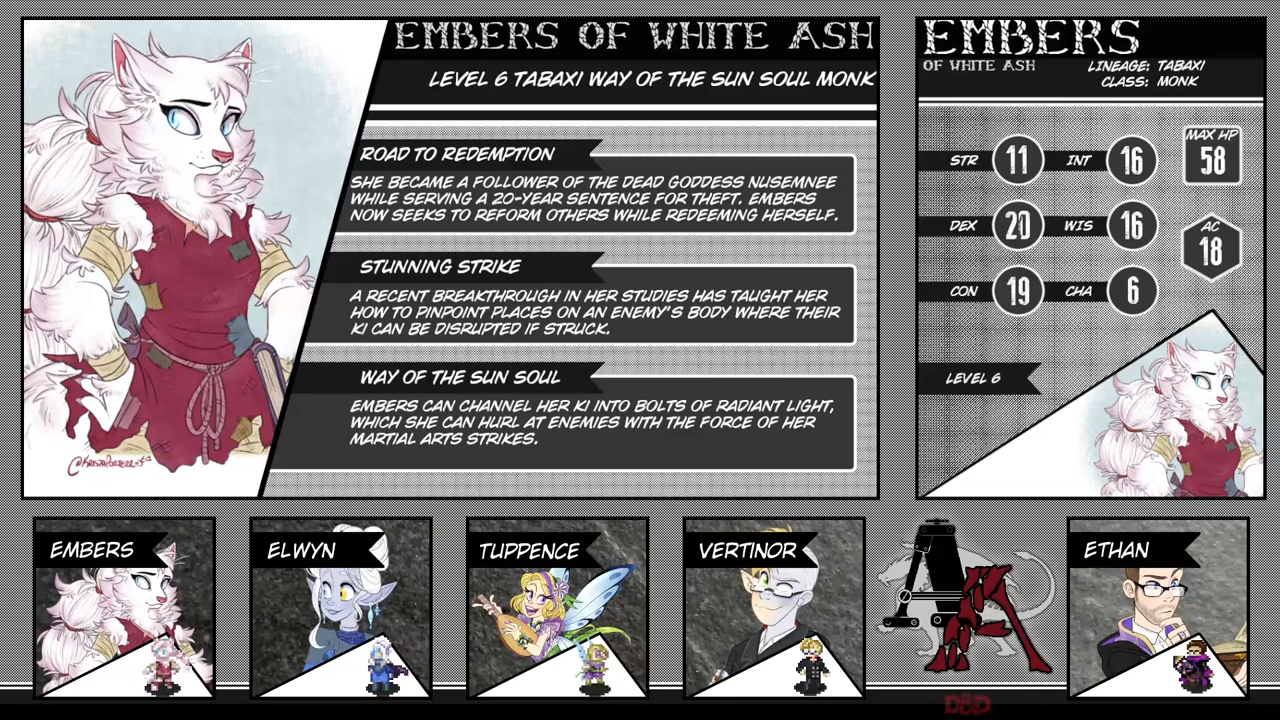 EMBERS OF WHITE ASH
LEVEL 6 TABAXI WAY OF THE SUN SOUL MONK
ROAD TO REDEMPTION
SHE BECAME A FOLLOWER OF THE DEAD GODDESS NUSEMNEE
WHILE SERVING A 20-YEAR SENTENCE FOR THEFT. EMBERS
NOW SEEKS TO REFORM OTHERS WHILE REDEEMING HERSELF.
STUNNING STRIKE
A RECENT BREAKTHROUGH IN HER STUDIES HAS TAUGHT HER
HOW TO PINPOINT PLACES ON AN ENEMY'S BODY WHERE THEIR
KI CAN BE DISRUPTED IF STRUCK.
WAY OF THE SUN SOUL
EMBERS CAN CHANNEL HER KI INTO BOLTS OF RADIANT LIGHT,
WHICH SHE CAN HURL AT ENEMIES WITH THE FORCE OF HER
MARTIAL ARTS STRIKES.
EMBERS
OF WHITE ASH
LINEAGE: TABAXI
CLASS: MONK
STR 11 INT 16
MAX HP
58
DEX 20 WIS 16
AC
18
CON 19 CHA 6
LEVEL 6
EMBERS
ELWYN
TUPPENCE
VERTINOR
ETHAN
D&D